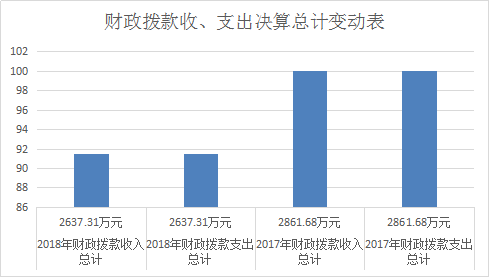 财政拨款收、支出决算总计变动表
102
100
98
96
94
92
90
88
86
2637.31万元 2637.31万元 2861.68万元 2861.68万元
2018年财政拨款收入 2018年财政拨款支出 2017年财政拨款收入 2017年财政拨款支出
总计 总计 总计 总计